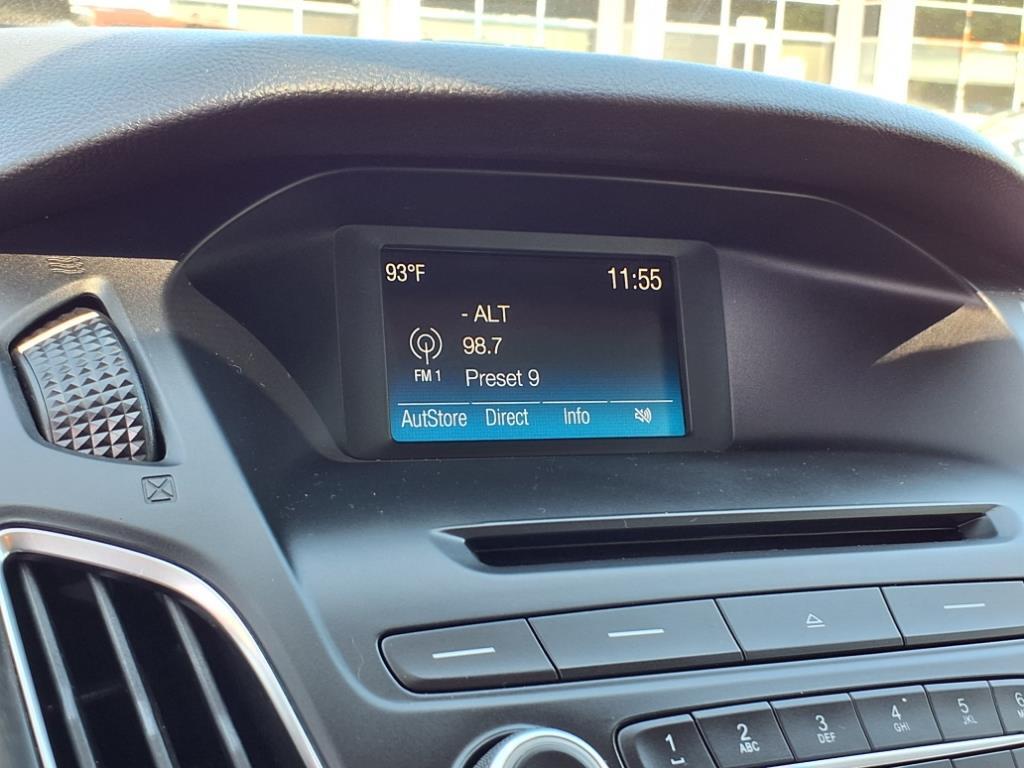 93°F 11:55
- ALT
98.7
FM 1 Preset 9
AutStore Direct Info
1 2 3 4 5 6
ABC DEF GHI JKL